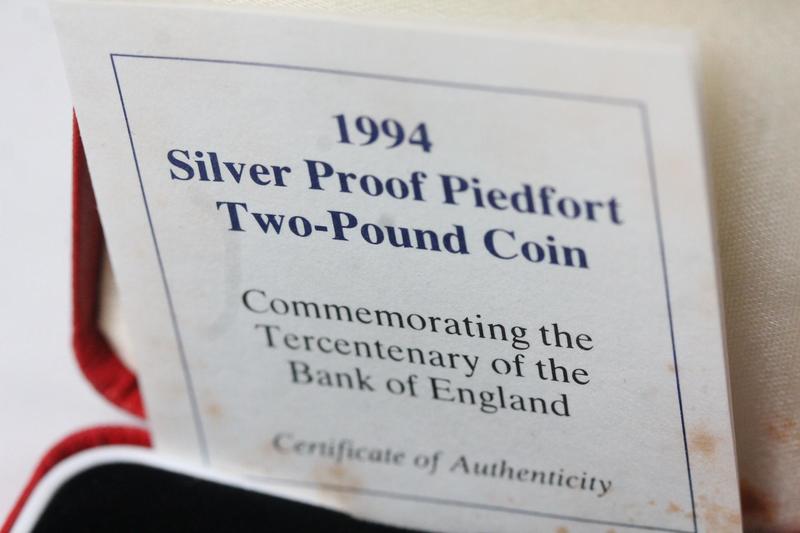 1994
Silver Proof Piedfort
Two-Pound Coin
Commemorating the
Tercentenary of the
Bank of England
Certificate of Authenticity